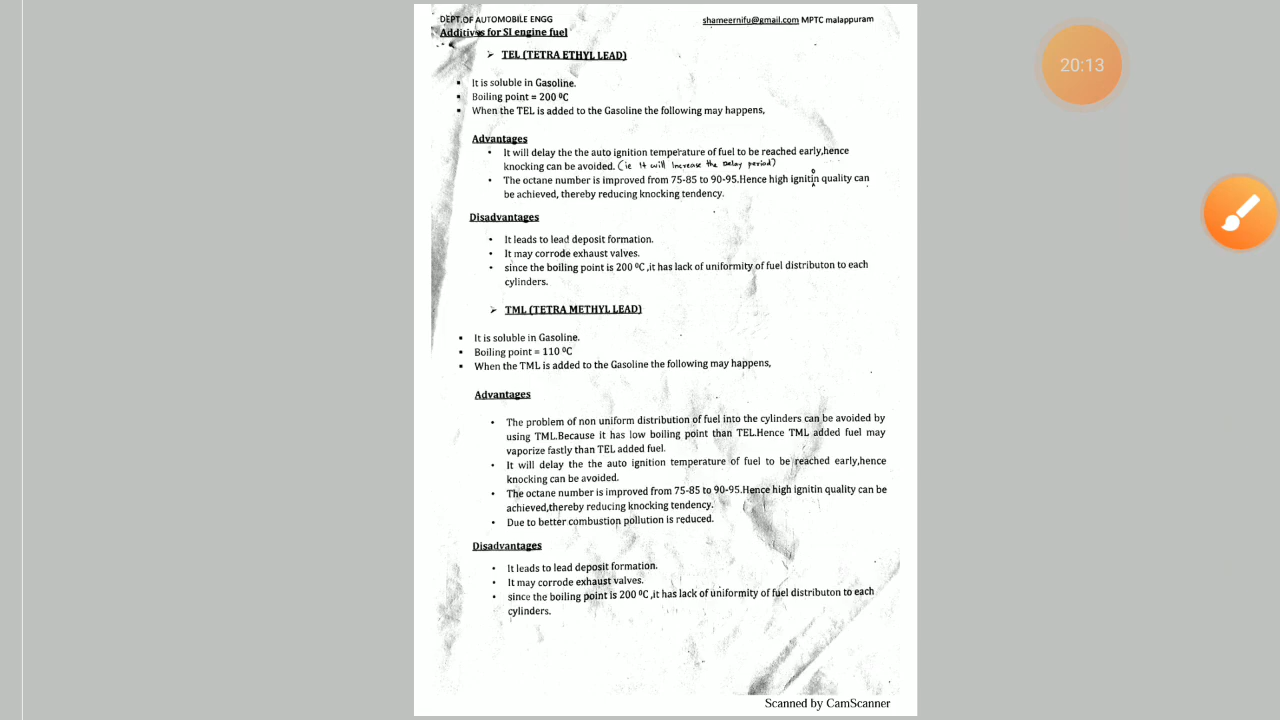 DEPT.OF AUTOMOBILE ENGG shameernifu@gmail.com MPTC malappuram
Additives for SI engine fuel
➢ TEL (TETRA ETHYL LEAD)
▪ It is soluble in Gasoline.
▪ Boiling point = 200 ⁰C
▪ When the TEL is added to the Gasoline the following may happens,
Advantages
• It will delay the the auto ignition temperature of fuel to be reached early,hence
knocking can be avoided. (ie It will Increase the Delay period)
• The octane number is improved from 75-85 to 90-95.Hence high ignitin quality can
o
be achieved, thereby reducing knocking tendency.
Disadvantages
• It leads to lead deposit formation.
• It may corrode exhaust valves.
• since the boiling point is 200 ⁰C ,it has lack of uniformity of fuel distributon to each
cylinders.
➢ TML (TETRA METHYL LEAD)
▪ It is soluble in Gasoline.
▪ Boiling point = 110 ⁰C
▪ When the TML is added to the Gasoline the following may happens,
Advantages
• The problem of non uniform distribution of fuel into the cylinders can be avoided by
using TML.Because it has low boiling point than TEL.Hence TML added fuel may
vaporize fastly than TEL added fuel.
• It will delay the the auto ignition temperature of fuel to be reached early,hence
knocking can be avoided.
• The octane number is improved from 75-85 to 90-95.Hence high ignitin quality can be
achieved,thereby reducing knocking tendency.
• Due to better combustion pollution is reduced.
Disadvantages
• It leads to lead deposit formation.
• It may corrode exhaust valves.
• since the boiling point is 200 ⁰C ,it has lack of uniformity of fuel distributon to each
cylinders.
Scanned by CamScanner
20:13